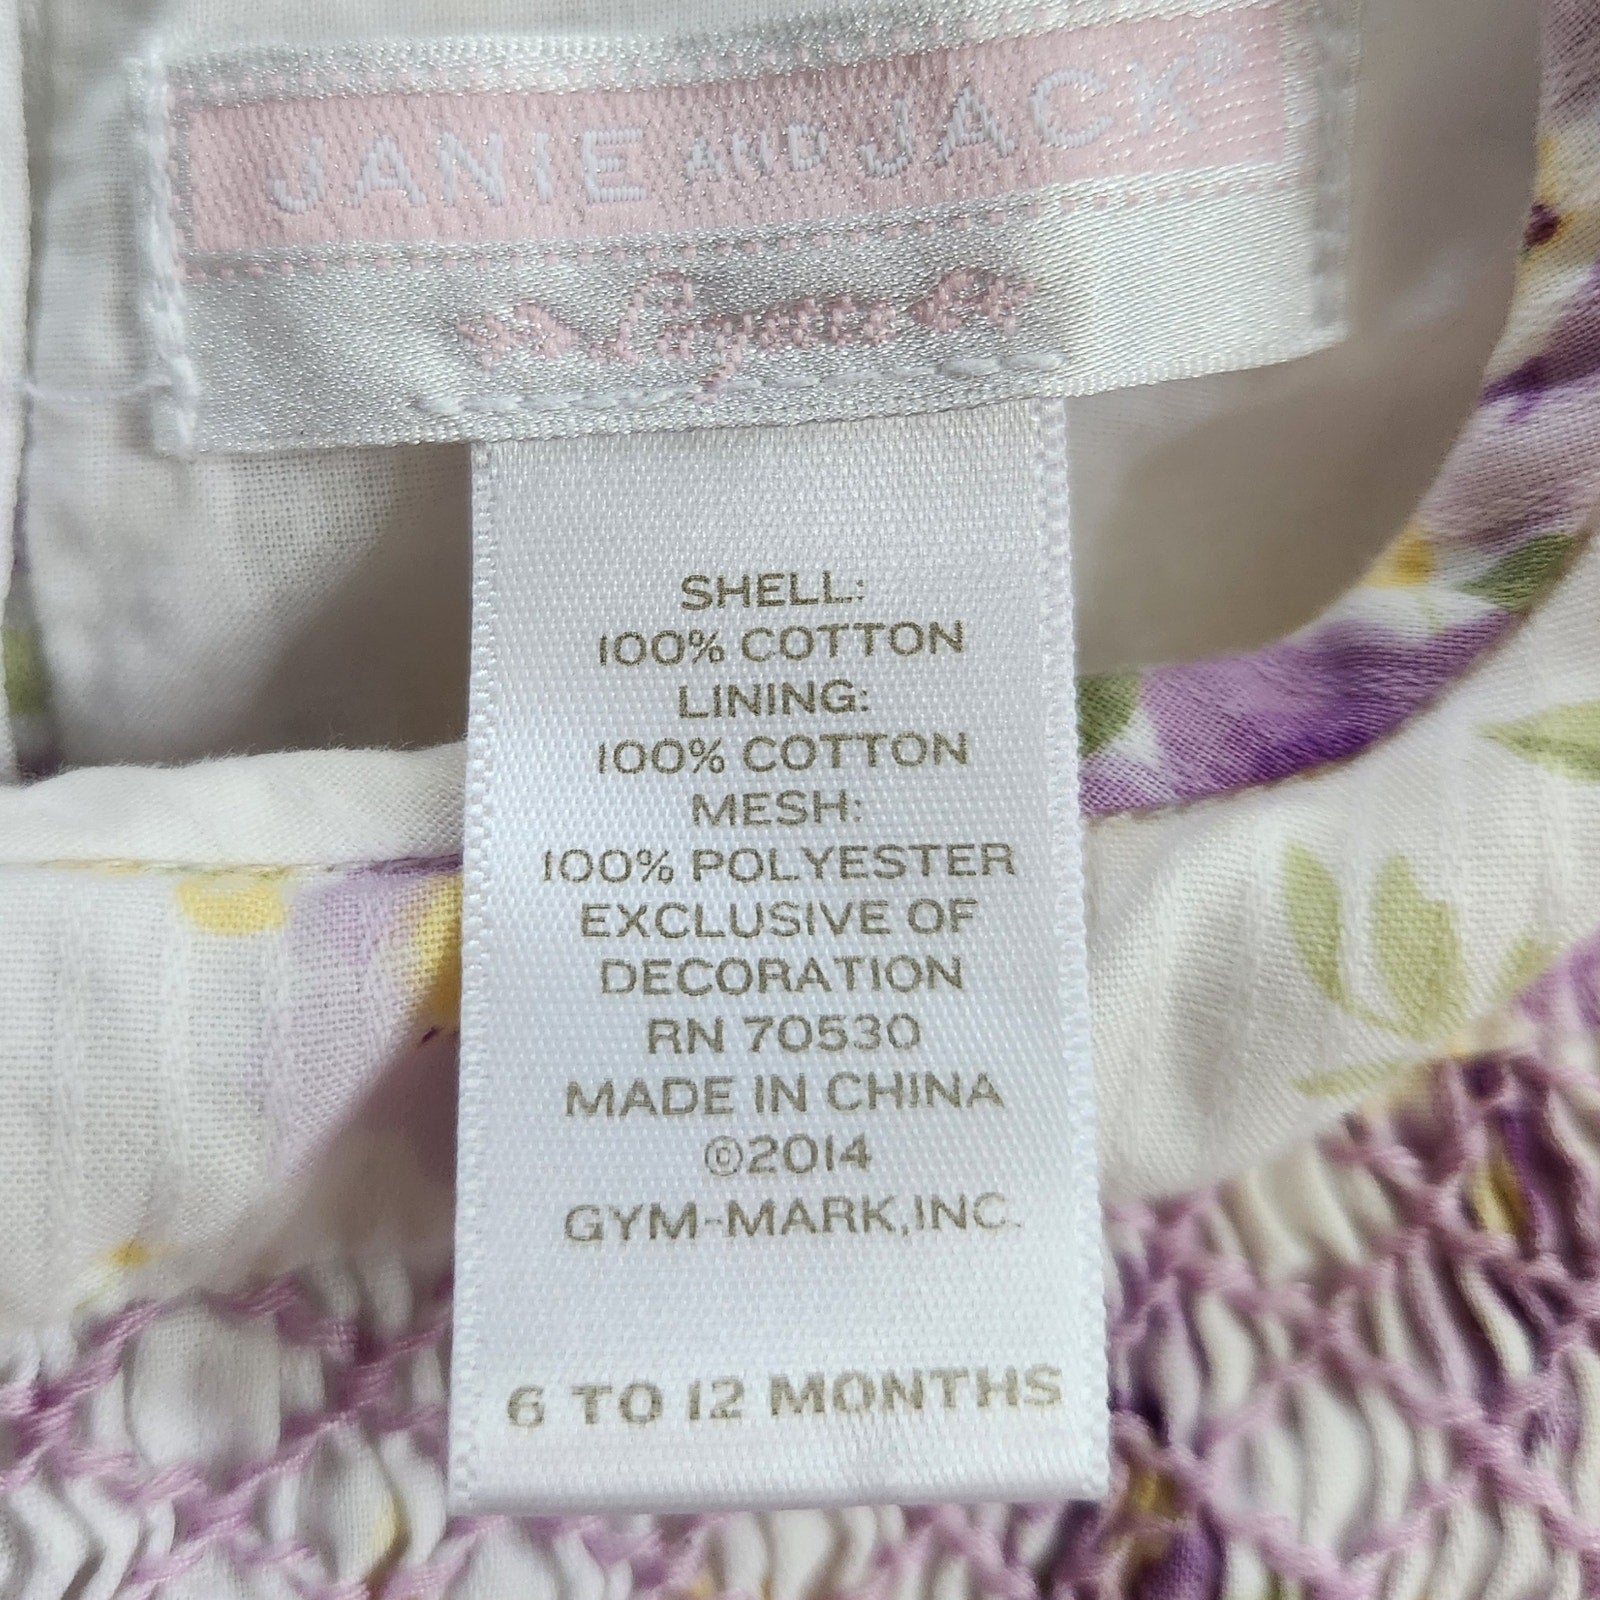 JANIE AND JACK®
Layette
SHELL:
100% COTTON
LINING:
100% COTTON
MESH:
100% POLYESTER
EXCLUSIVE OF
DECORATION
RN 70530
MADE IN CHINA
©2014
GYM-MARK,INC.
6 TO 12 MONTHS